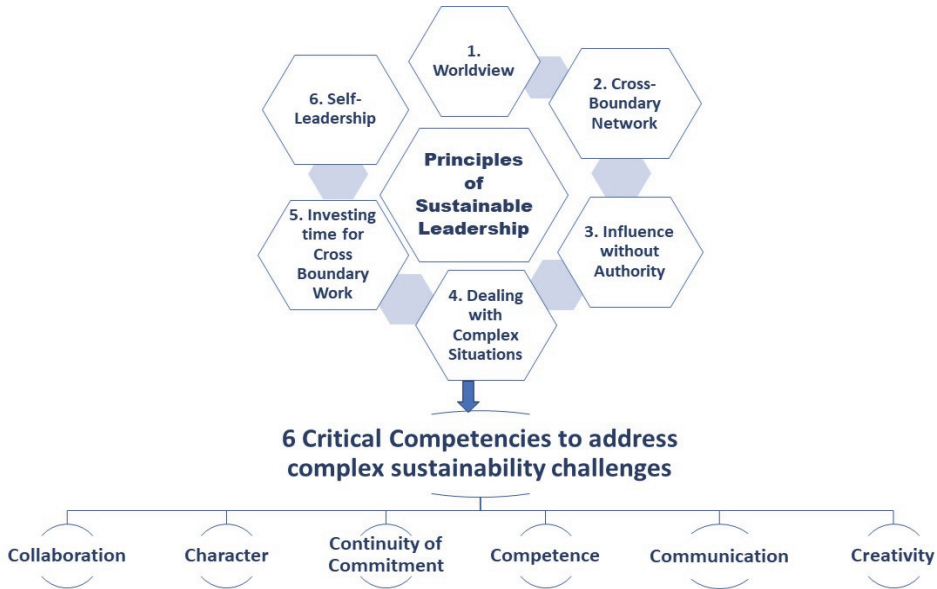 1.
Worldview
2. Cross-
Boundary
Network
3. Influence
without
Authority
4. Dealing
with
Complex
Situations
5. Investing
time for
Cross
Boundary
Work
6. Self-
Leadership
Principles
of
Sustainable
Leadership
6 Critical Competencies to address
complex sustainability challenges
Collaboration
Character
Continuity of
Commitment
Competence
Communication
Creativity